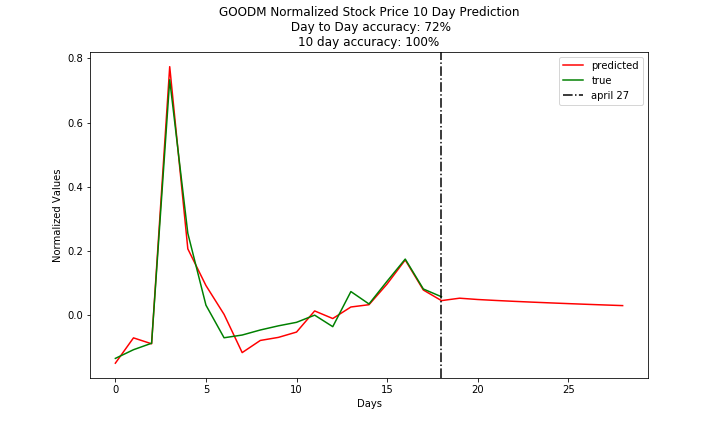 GOODM Normalized Stock Price 10 Day Prediction
Day to Day accuracy: 72%
10 day accuracy: 100%
predicted
true
april 27
Normalized Values
0.8
0.6
0.4
0.2
0.0
0 5 10 15 20 25
Days